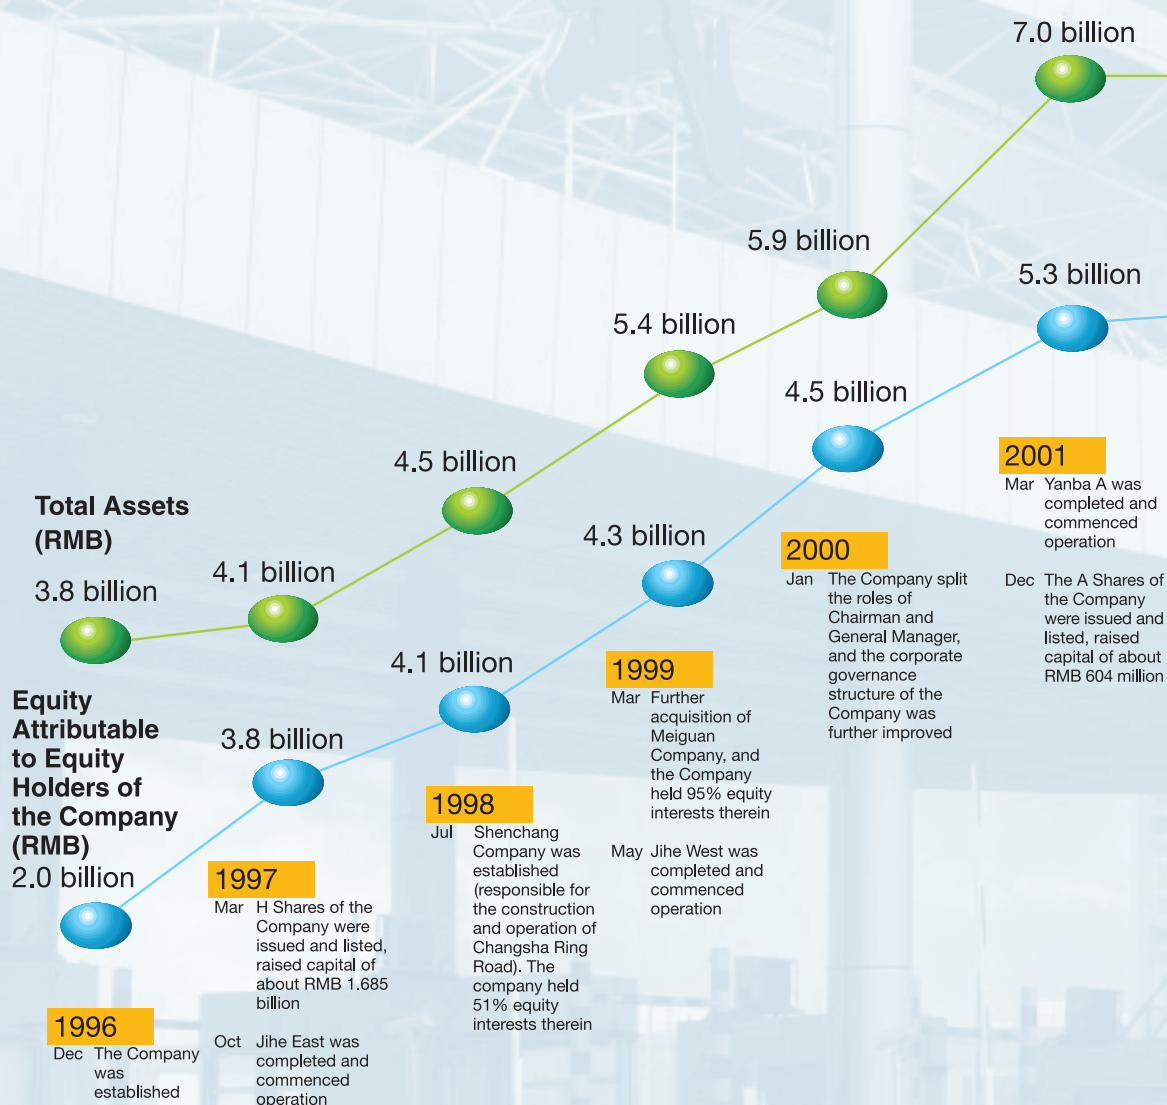 7.0 billion
5.9 billion
5.3 billion
5.4 billion
4.5 billion
4.5 billion
Total Assets
(RMB)
4.3 billion
4.1 billion
3.8 billion
4.1 billion
Equity
Attributable
to Equity
Holders of
the Company
(RMB)
3.8 billion
2.0 billion
1996
Dec The Company
was
established
1997
Mar H Shares of the
Company were
issued and listed,
raised capital of
about RMB 1.685
billion
Oct Jihe East was
completed and
commenced
operation
1998
Jul Shenchang
Company was
established
(responsible for
the construction
and operation of
Changsha Ring
Road). The
company held
51% equity
interests therein
1999
Mar Further
acquisition of
Meiguan
Company, and
the Company
held 95% equity
interests therein
May Jihe West was
completed and
commenced
operation
2000
Jan The Company split
the roles of
Chairman and
General Manager,
and the corporate
governance
structure of the
Company was
further improved
2001
Mar Yanba A was
completed and
commenced
operation
Dec The A Shares of
the Company
were issued and
listed, raised
capital of about
RMB 604 million